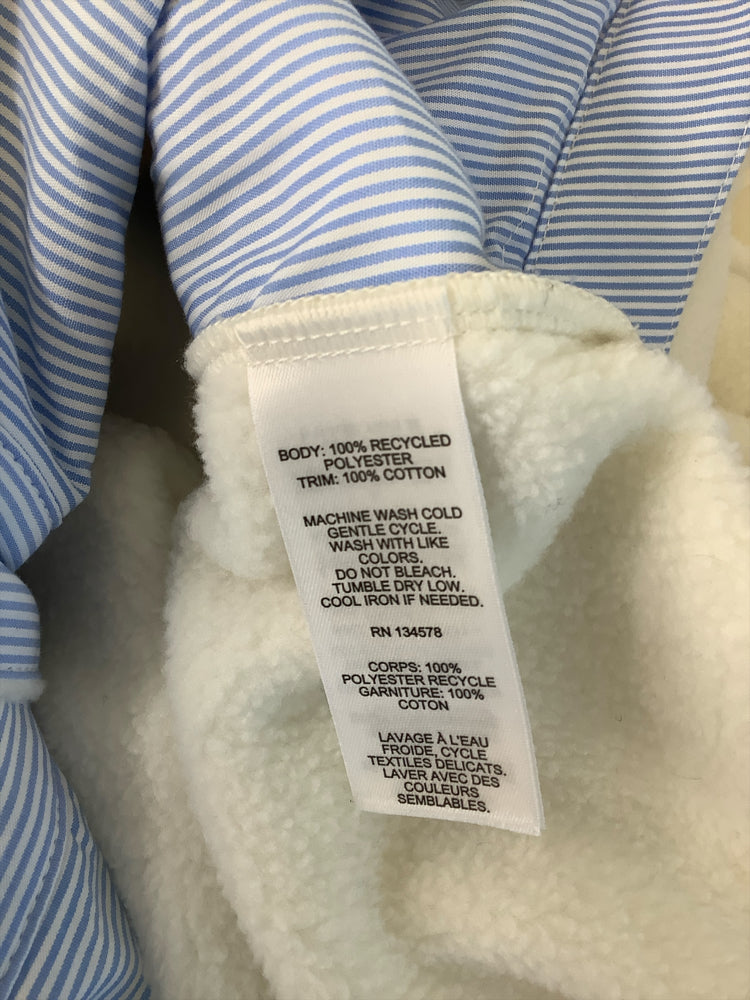 BODY: 100% RECYCLED
POLYESTER
TRIM: 100% COTTON
MACHINE WASH COLD
GENTLE CYCLE.
WASH WITH LIKE
COLORS.
DO NOT BLEACH.
TUMBLE DRY LOW.
COOL IRON IF NEEDED.
RN 134578
CORPS: 100%
POLYESTER RECYCLE
GARNITURE: 100%
COTON
LAVAGE À L'EAU
FROIDE, CYCLE
TEXTILES DELICATS.
LAVER AVEC DES
COULEURS
SEMBLABLES.